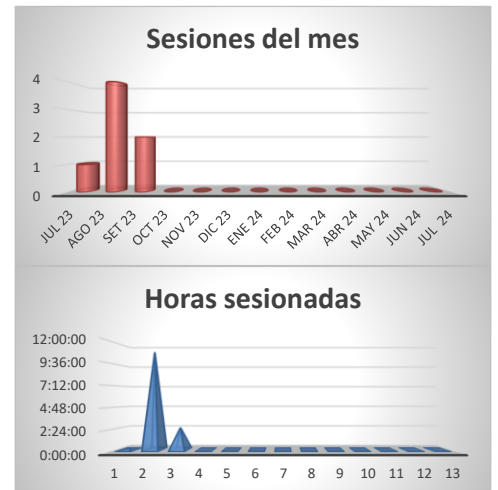 Sesiones del mes
4
3
2
1
0
JUL 23 AGO 23 SET 23 OCT 23 NOV 23 DIC 23 ENE 24 FEB 24 MAR 24 ABR 24 MAY 24 JUN 24 JUL 24
Horas sesionadas
12:00:00
9:36:00
7:12:00
4:48:00
2:24:00
0:00:00
1 2 3 4 5 6 7 8 9 10 11 12 13